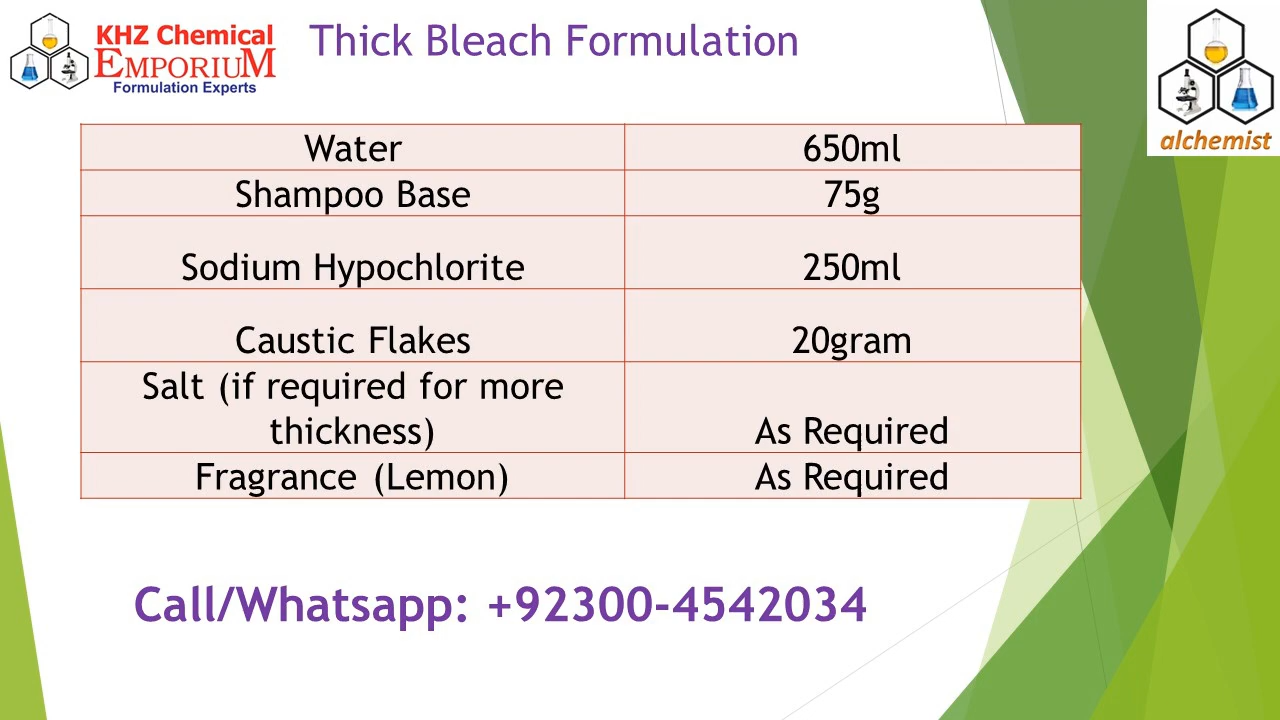 KHZ Chemical
EMPORIUM
Formulation Experts
Thick Bleach Formulation
alchemist
Water 650ml
Shampoo Base 75g
Sodium Hypochlorite 250ml
Caustic Flakes 20gram
Salt (if required for more
thickness) As Required
Fragrance (Lemon) As Required
Call/Whatsapp: +92300-4542034